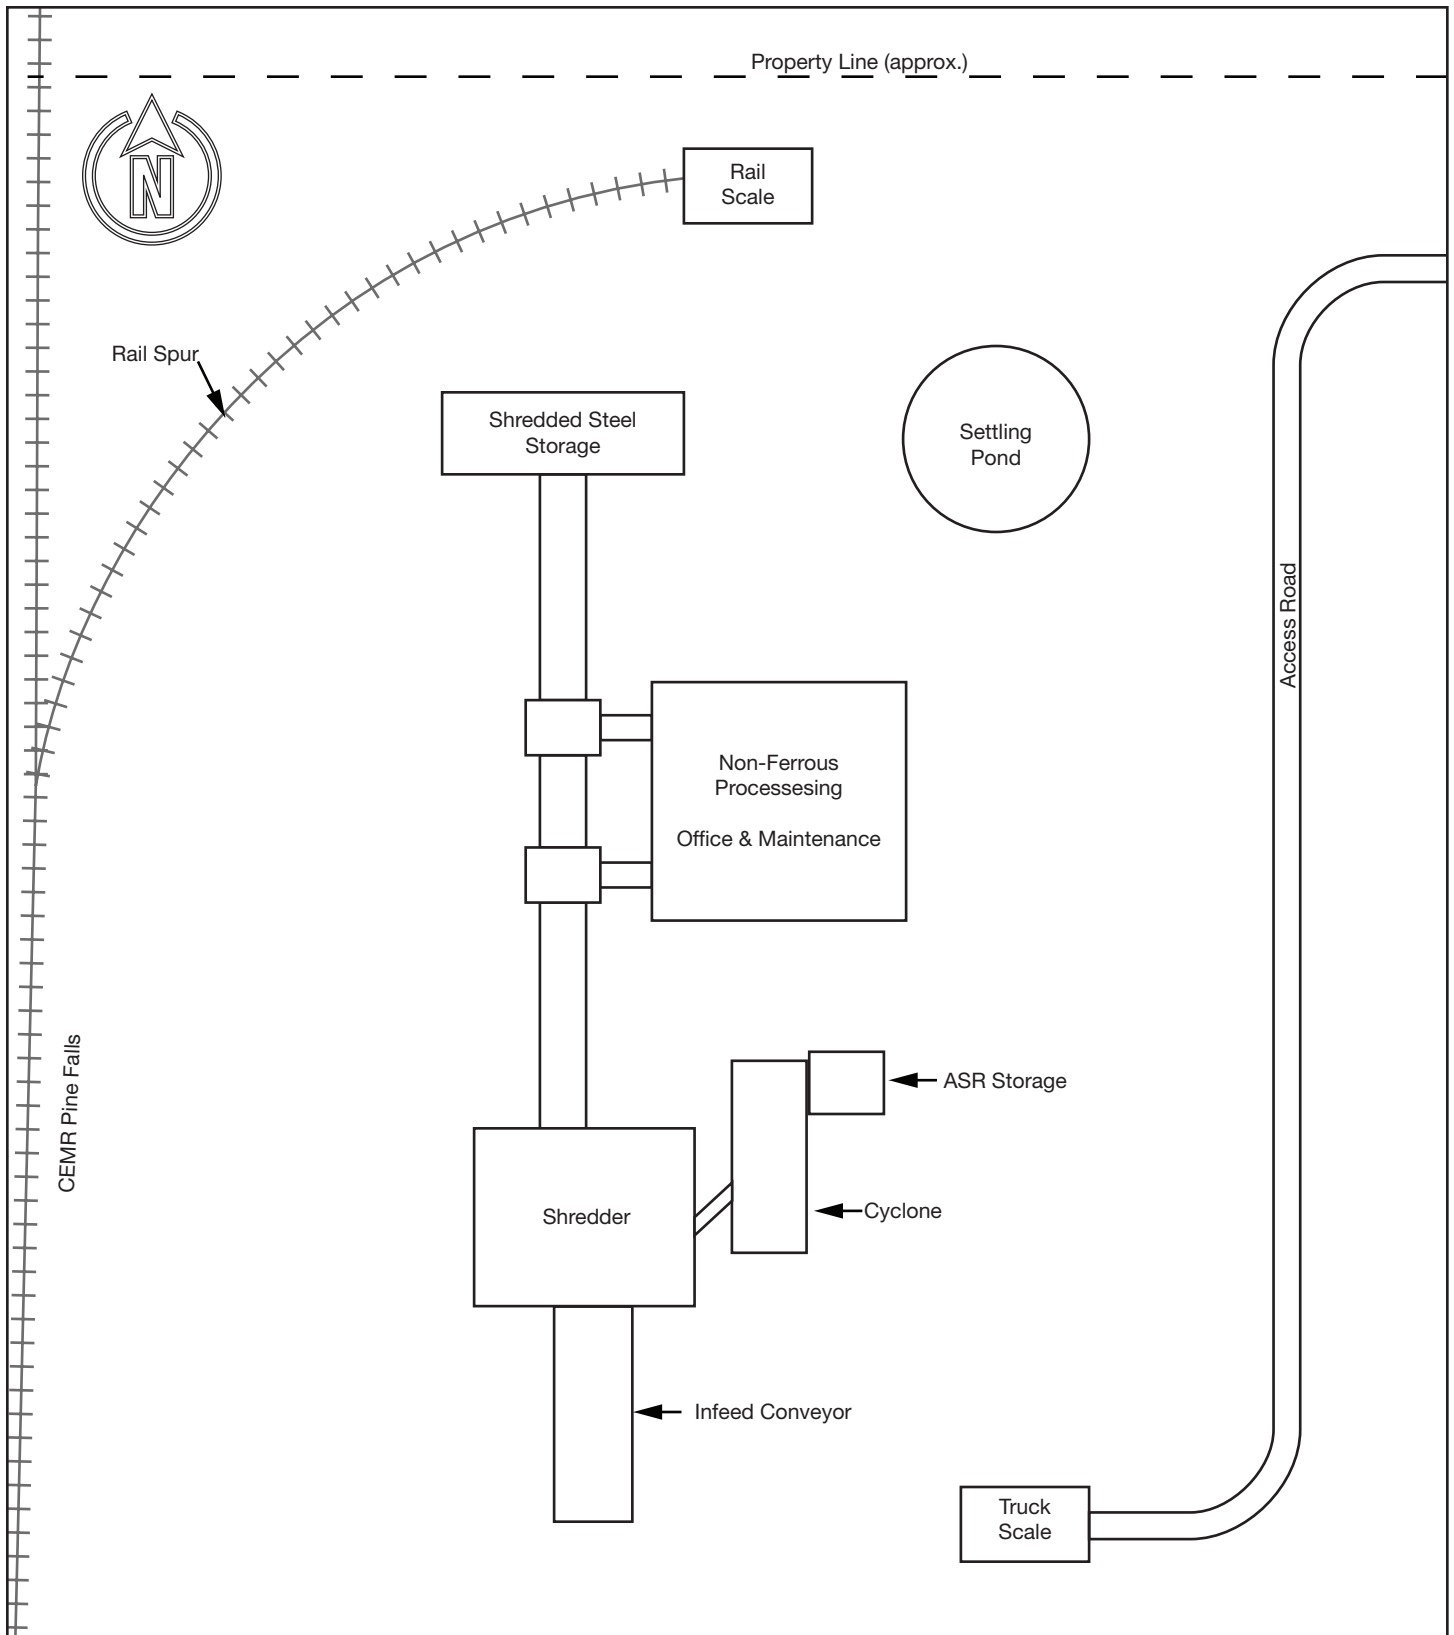 Property Line (approx.)
N
Rail
Scale
Rail Spur
Shredded Steel
Storage
Settling
Pond
Access Road
Non-Ferrous
Processesing
Office & Maintenance
CEMR Pine Falls
ASR Storage
Shredder
Cyclone
Infeed Conveyor
Truck
Scale